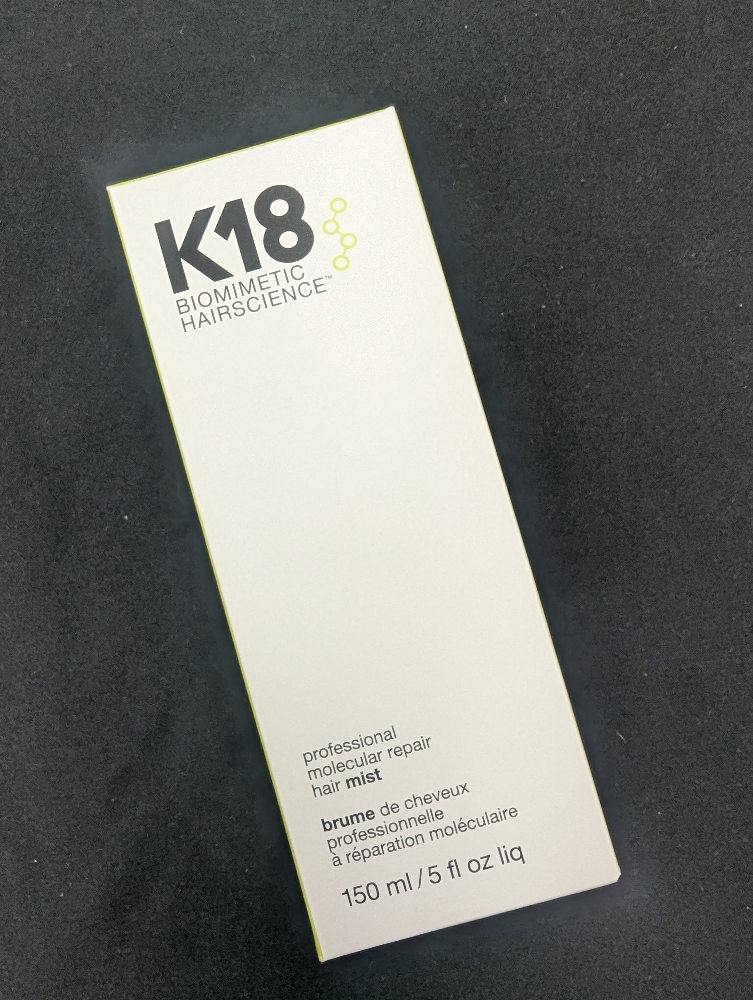 K18
BIOMIMETIC
HAIRSCIENCE™
professional
molecular repair
hair mist
brume de cheveux
professionnelle
à réparation moléculaire
150 ml / 5 fl oz liq